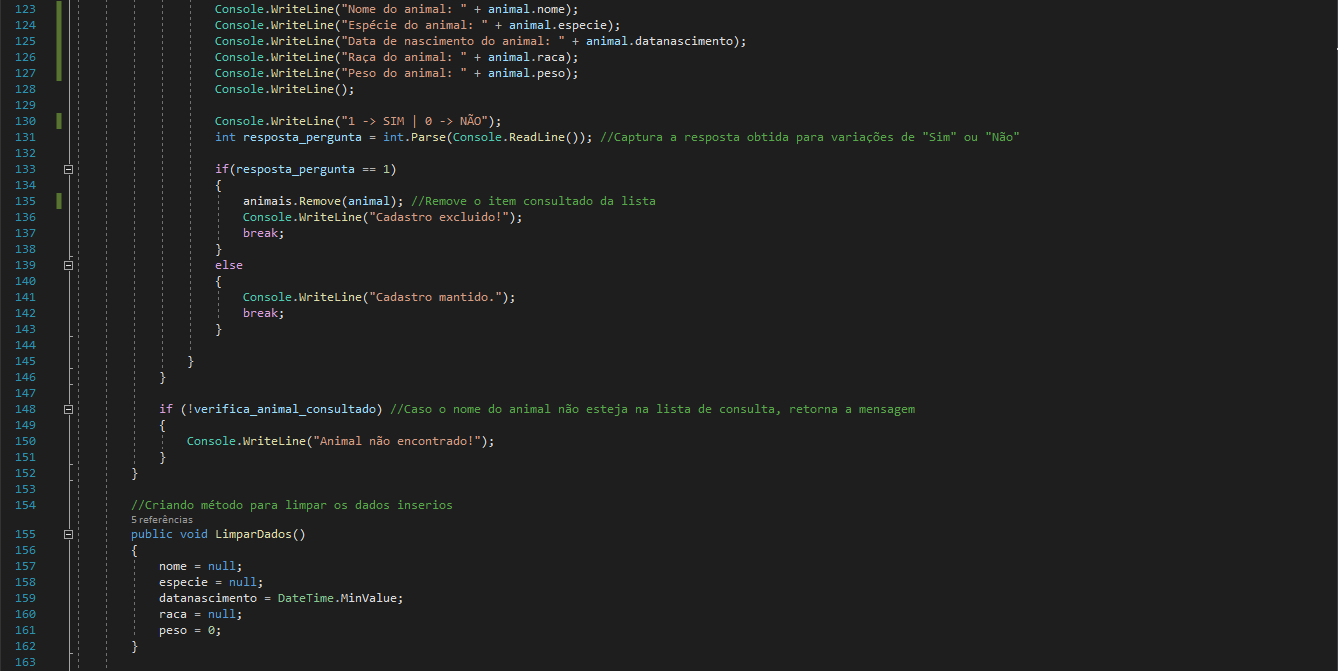 123 Console.WriteLine("Nome do animal: " + animal.nome);
124 Console.WriteLine("Espécie do animal: " + animal.especie);
125 Console.WriteLine("Data de nascimento do animal: " + animal.datanascimento);
126 Console.WriteLine("Raça do animal: " + animal.raca);
127 Console.WriteLine("Peso do animal: " + animal.peso);
128 Console.WriteLine();
129
130 Console.WriteLine("1 -> SIM | 0 -> NÃO");
131 int resposta_pergunta = int.Parse(Console.ReadLine()); //Captura a resposta obtida para variações de "Sim" ou "Não"
132
133 if(resposta_pergunta == 1)
134 {
135 animais.Remove(animal); //Remove o item consultado da lista
136 Console.WriteLine("Cadastro excluido!");
137 break;
138 }
139 else
140 {
141 Console.WriteLine("Cadastro mantido.");
142 break;
143 }
144
145 }
146 }
147
148 if (!verifica_animal_consultado) //Caso o nome do animal não esteja na lista de consulta, retorna a mensagem
149 {
150 Console.WriteLine("Animal não encontrado!");
151 }
152 }
153
154 //Criando método para limpar os dados inserios
5 referências
155 public void LimparDados()
156 {
157 nome = null;
158 especie = null;
159 datanascimento = DateTime.MinValue;
160 raca = null;
161 peso = 0;
162 }
163